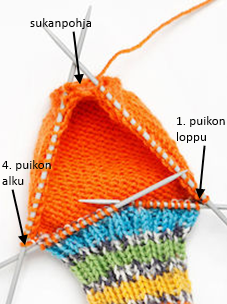 sukanpohja
1. puikon
loppu
4. puikon
alku